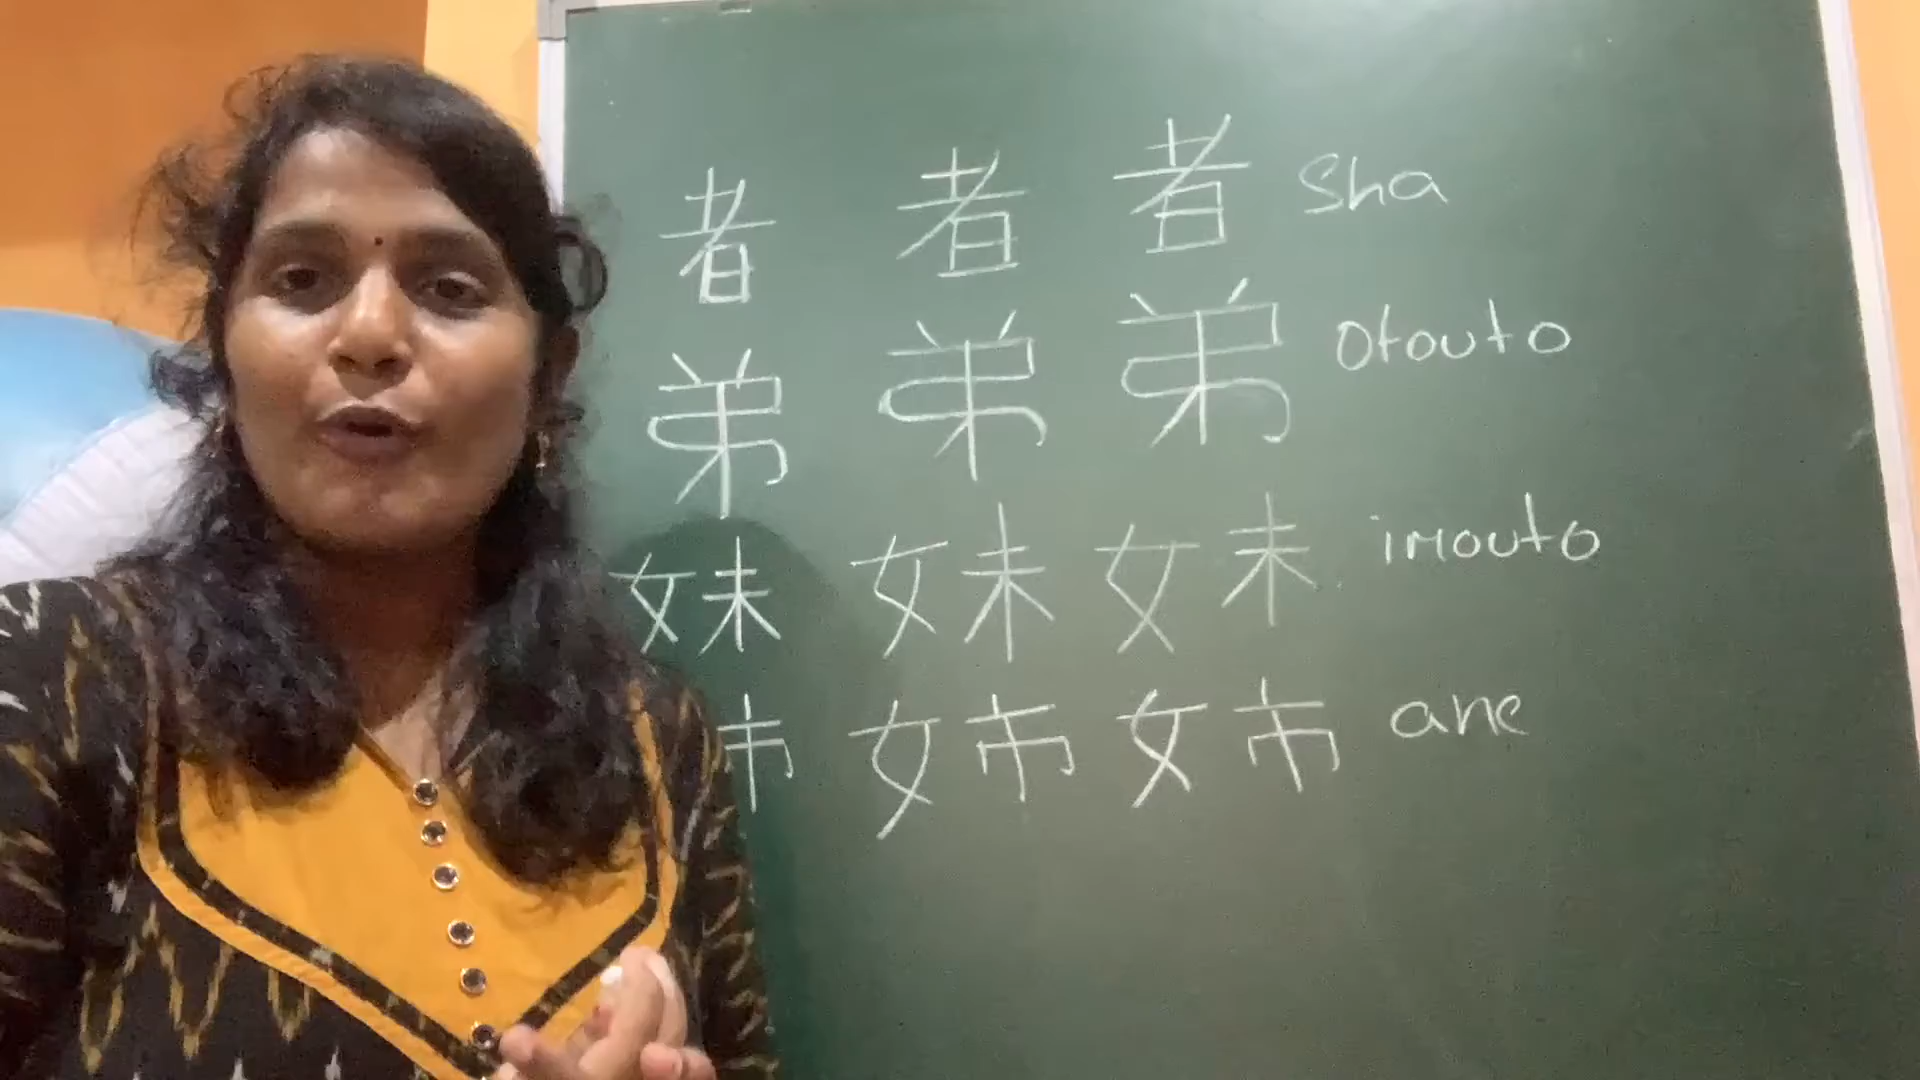 者 者 者 sha
弟 弟 弟 otouto
妹 妹 妹 imouto
姉 姉 ane